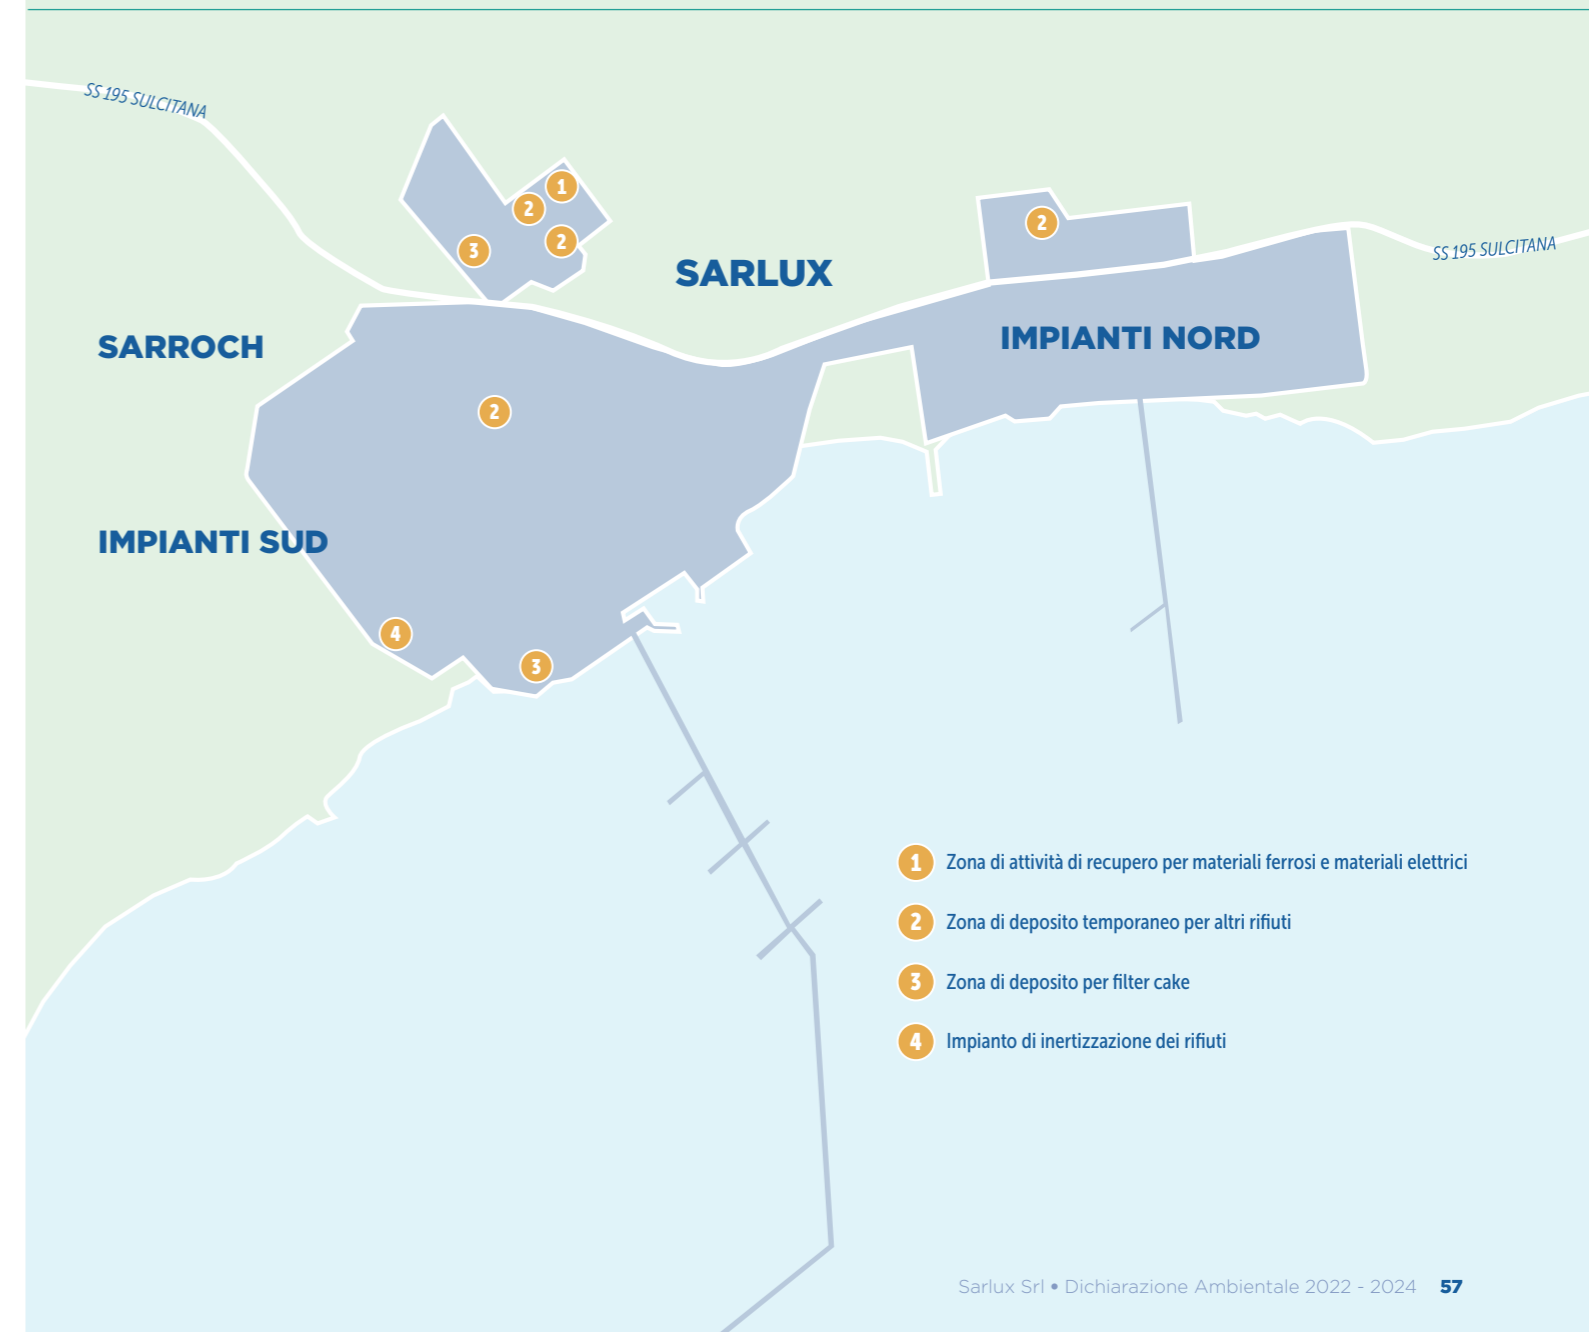 SS 195 SULCITANA
1
2
2
3
2
SS 195 SULCITANA
SARLUX
IMPIANTI NORD
SARROCH
2
IMPIANTI SUD
4
3
1 Zona di attività di recupero per materiali ferrosi e materiali elettrici
2 Zona di deposito temporaneo per altri rifiuti
3 Zona di deposito per filter cake
4 Impianto di inertizzazione dei rifiuti
Sarlux Srl • Dichiarazione Ambientale 2022 - 2024 57